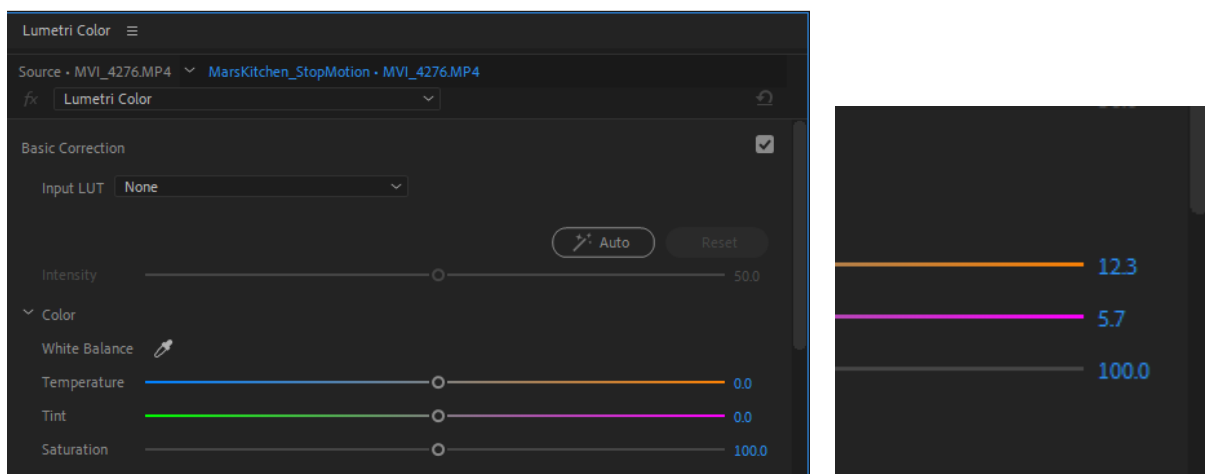 Lumetri Color
Source • MVI_4276.MP4 MarsKitchen_StopMotion • MVI_4276.MP4
fx Lumetri Color
Basic Correction
Input LUT None
Auto Reset
Intensity 50.0
Color
White Balance
Temperature 0.0
Tint 0.0
Saturation 100.0
12.3
5.7
100.0